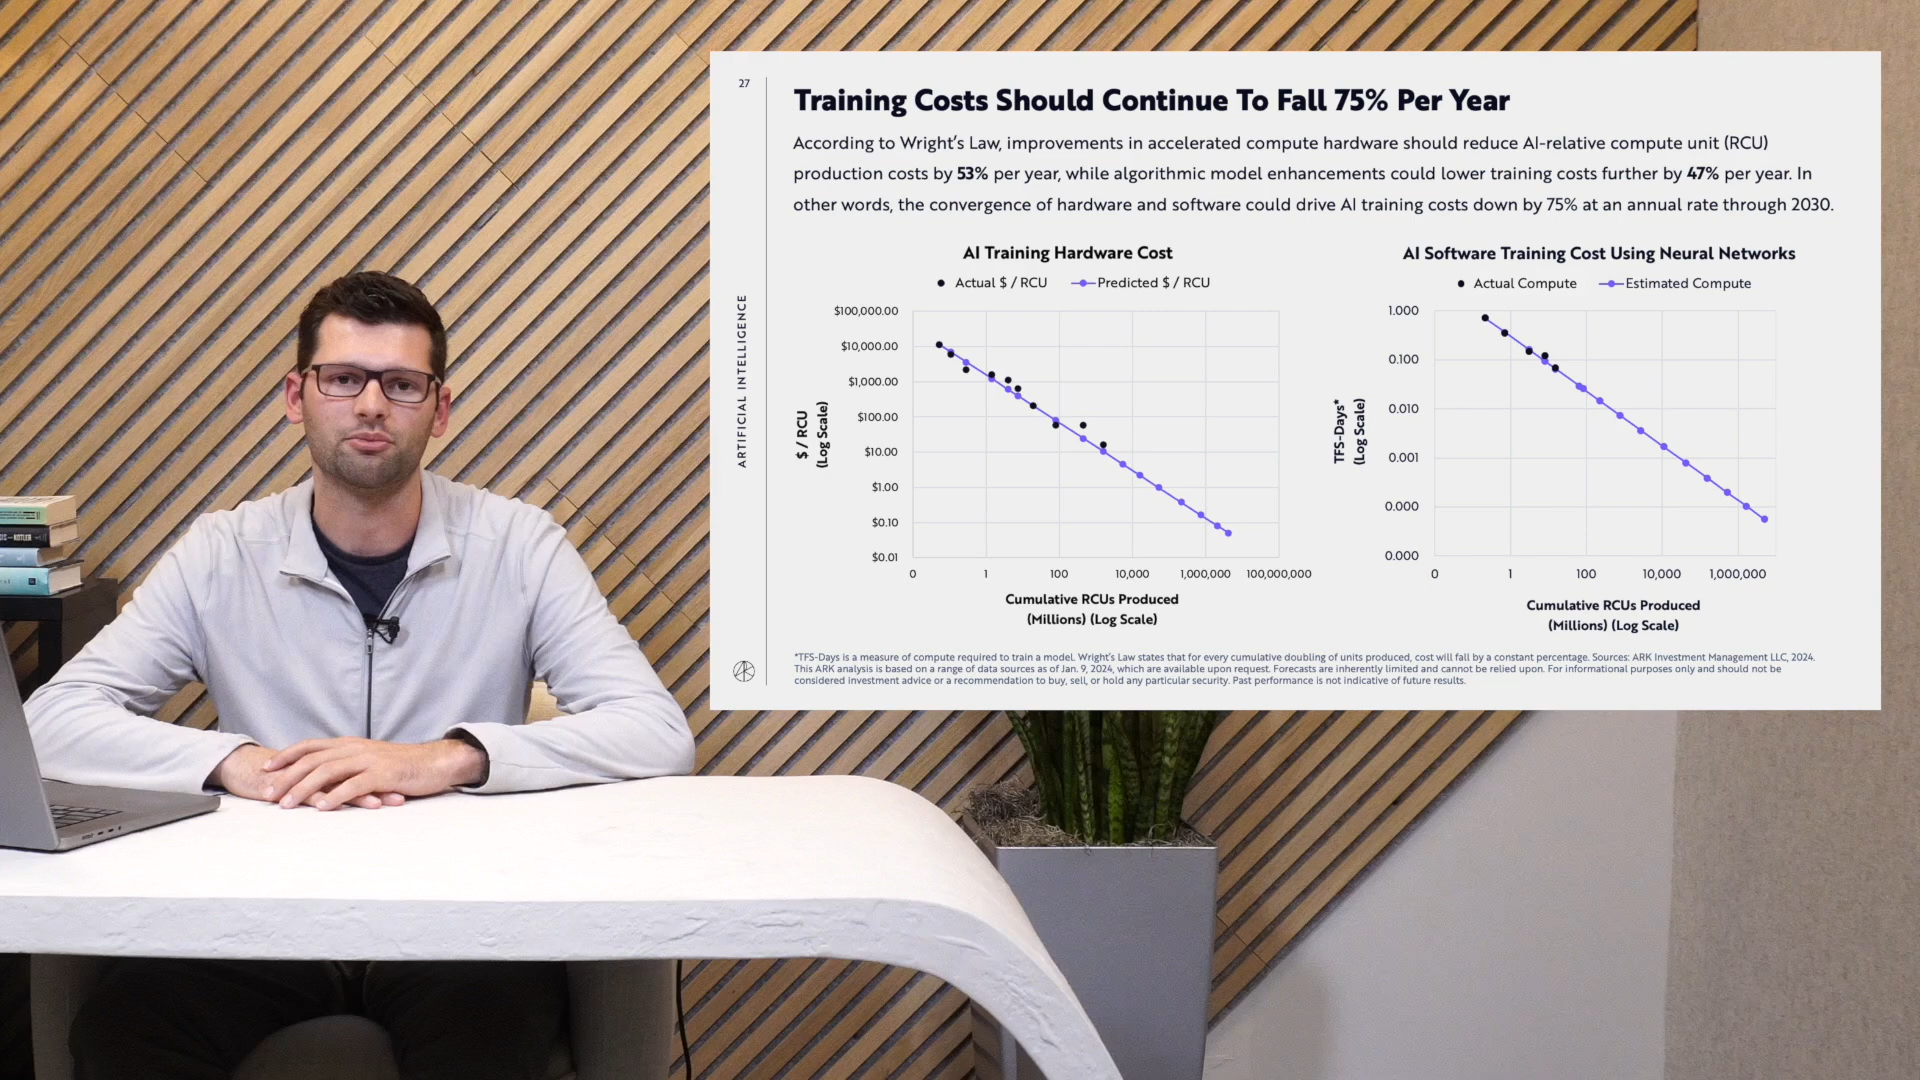 27
Training Costs Should Continue To Fall 75% Per Year
According to Wright's Law, improvements in accelerated compute hardware should reduce AI-relative compute unit (RCU)
production costs by 53% per year, while algorithmic model enhancements could lower training costs further by 47% per year. In
other words, the convergence of hardware and software could drive AI training costs down by 75% at an annual rate through 2030.
ARTIFICIAL INTELLIGENCE
AI Training Hardware Cost
Actual $ / RCU
Predicted $ / RCU
$ / RCU
(Log Scale)
$100,000.00
$10,000.00
$1,000.00
$100.00
$10.00
$1.00
$0.10
$0.01
0
1
100
10,000
1,000,000
100,000,000
Cumulative RCUs Produced
(Millions) (Log Scale)
AI Software Training Cost Using Neural Networks
Actual Compute
Estimated Compute
TFS-Days*
(Log Scale)
1.000
0.100
0.010
0.001
0.000
0.000
0
1
100
10,000
1,000,000
Cumulative RCUs Produced
(Millions) (Log Scale)
*TFS-Days is a measure of compute required to train a model. Wright's Law states that for every cumulative doubling of units produced, cost will fall by a constant percentage. Sources: ARK Investment Management LLC, 2024.
This ARK analysis is based on a range of data sources as of Jan. 9, 2024, which are available upon request. Forecasts are inherently limited and cannot be relied upon. For informational purposes only and should not be
considered investment advice or a recommendation to buy, sell, or hold any particular security. Past performance is not indicative of future results.
KOTLER